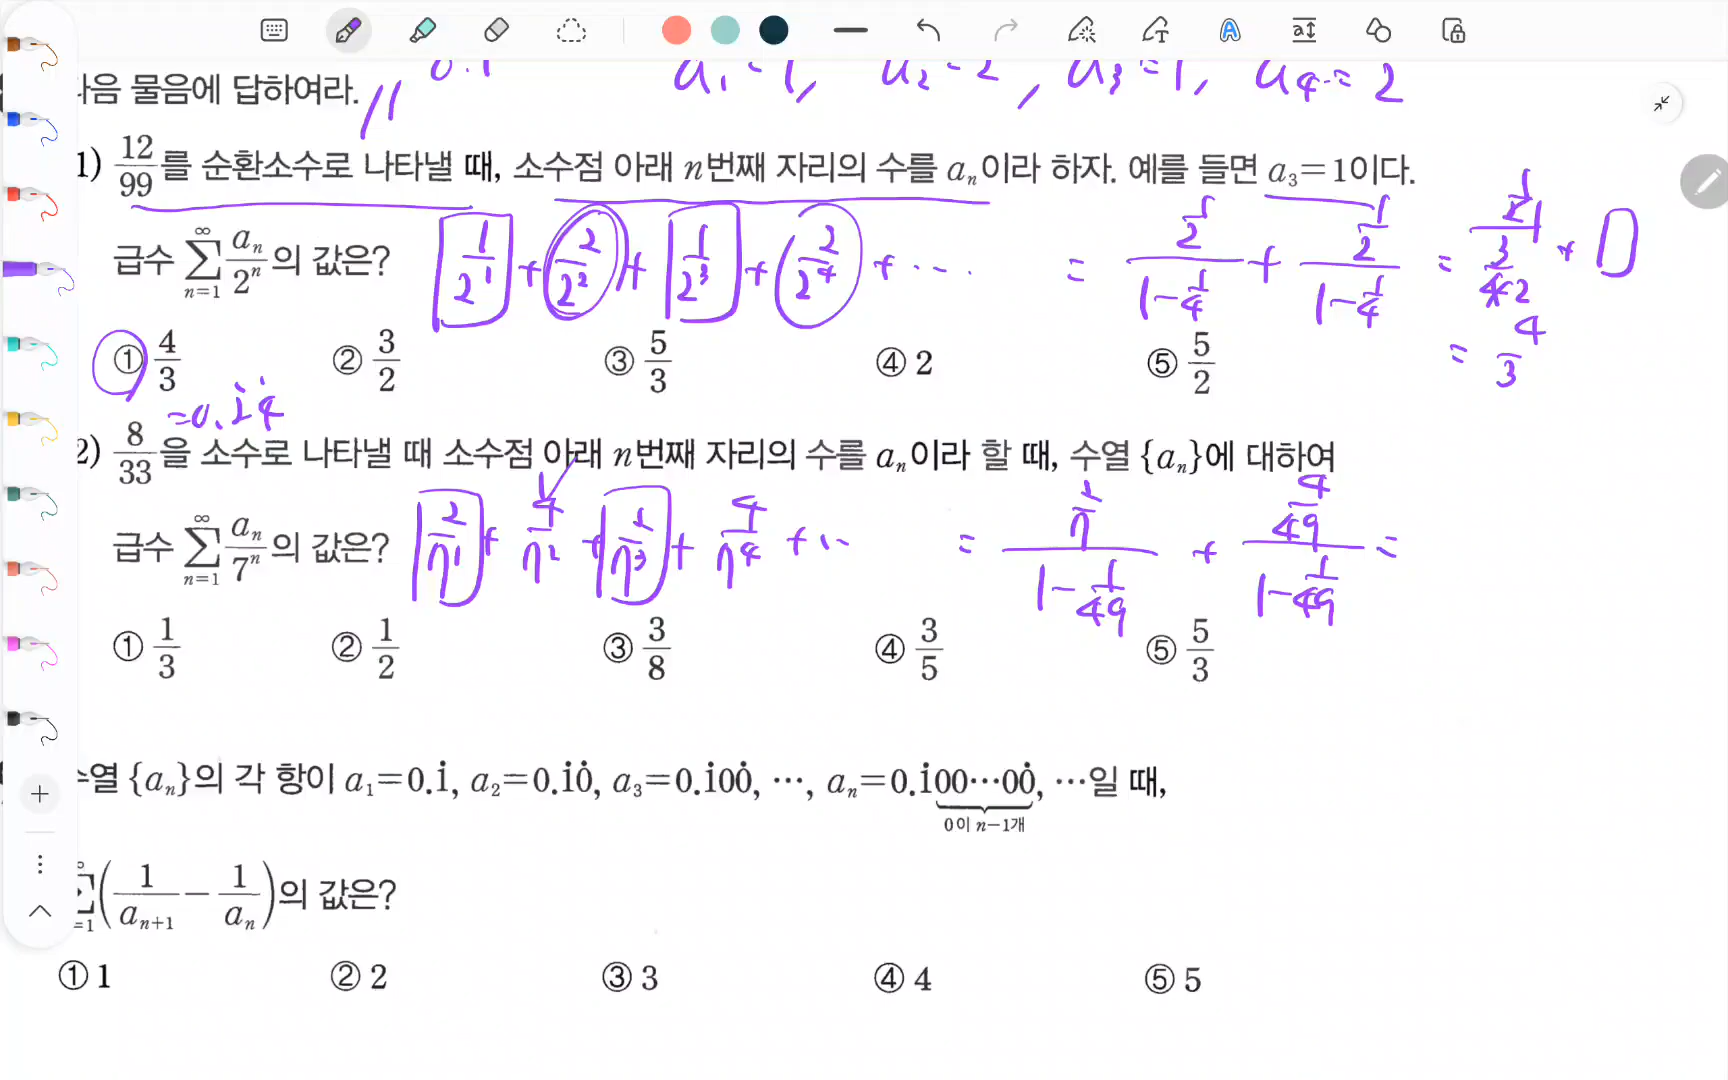 다음 물음에 답하여라.
a₁=1, a₂=2, a₃=1, a₄=2
1) 12/99를 순환소수로 나타낼 때, 소수점 아래 n번째 자리의 수를 aₙ이라 하자. 예를 들면 a₃=1이다.
급수 ∑_{n=1}^{∞} aₙ/2ⁿ의 값은? 1/2¹ + 2/2² + 1/2³ + 2/2⁴ + ···
① 4/3 ② 3/2 ③ 5/3 ④ 2 ⑤ 5/2
= 4/3
=0.2̇4̇
2) 8/33을 소수로 나타낼 때 소수점 아래 n번째 자리의 수를 aₙ이라 할 때, 수열 {aₙ}에 대하여
급수 ∑_{n=1}^{∞} aₙ/7ⁿ의 값은? 2/7¹ + 4/7² + 2/7³ + 4/7⁴ + ··· = (2/7)/(1-1/49) + (4/49)/(1-1/49) =
① 1/3 ② 1/2 ③ 3/8 ④ 3/5 ⑤ 5/3
수열 {aₙ}의 각 항이 a₁=0.1̇, a₂=0.1̇0̇, a₃=0.1̇00̇, ···, aₙ=0.1̇00···00̇, ···일 때,
0이 n-1개
∑_{n=1}^{∞}(1/aₙ₊₁ - 1/aₙ)의 값은?
① 1 ② 2 ③ 3 ④ 4 ⑤ 5